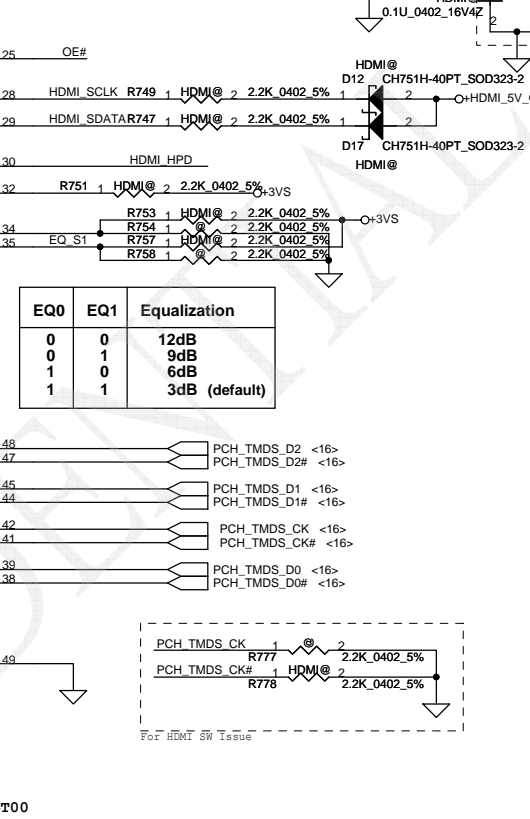 HDMI@
0.1U_0402_16V4Z 2
25 OE#
HDMI@
D12 CH751H-40PT_SOD323-2
28 HDMI_SCLK R749 1 HDMI@ 2 2.2K_0402_5% 1 2 +HDMI_5V_
29 HDMI_SDATA R747 1 HDMI@ 2 2.2K_0402_5% 1 2
D17 CH751H-40PT_SOD323-2
HDMI@
30 HDMI_HPD
32 R751 1 HDMI@ 2 2.2K_0402_5% +3VS
R753 1 HDMI@ 2 2.2K_0402_5% +3VS
34 R754 1 @ 2 2.2K_0402_5%
35 EQ_S1 R757 1 HDMI@ 2 2.2K_0402_5%
R758 1 @ 2 2.2K_0402_5%
EQ0 EQ1 Equalization
0 0 12dB
0 1 9dB
1 0 6dB
1 1 3dB (default)
48 PCH_TMDS_D2 <16>
47 PCH_TMDS_D2# <16>
45 PCH_TMDS_D1 <16>
44 PCH_TMDS_D1# <16>
42 PCH_TMDS_CK <16>
41 PCH_TMDS_CK# <16>
39 PCH_TMDS_D0 <16>
38 PCH_TMDS_D0# <16>
PCH_TMDS_CK 1 @ 2
R777 2.2K_0402_5%
49 PCH_TMDS_CK# 1 HDMI@ 2
R778 2.2K_0402_5%
For HDMI SW Issue
T00
DENTIAL